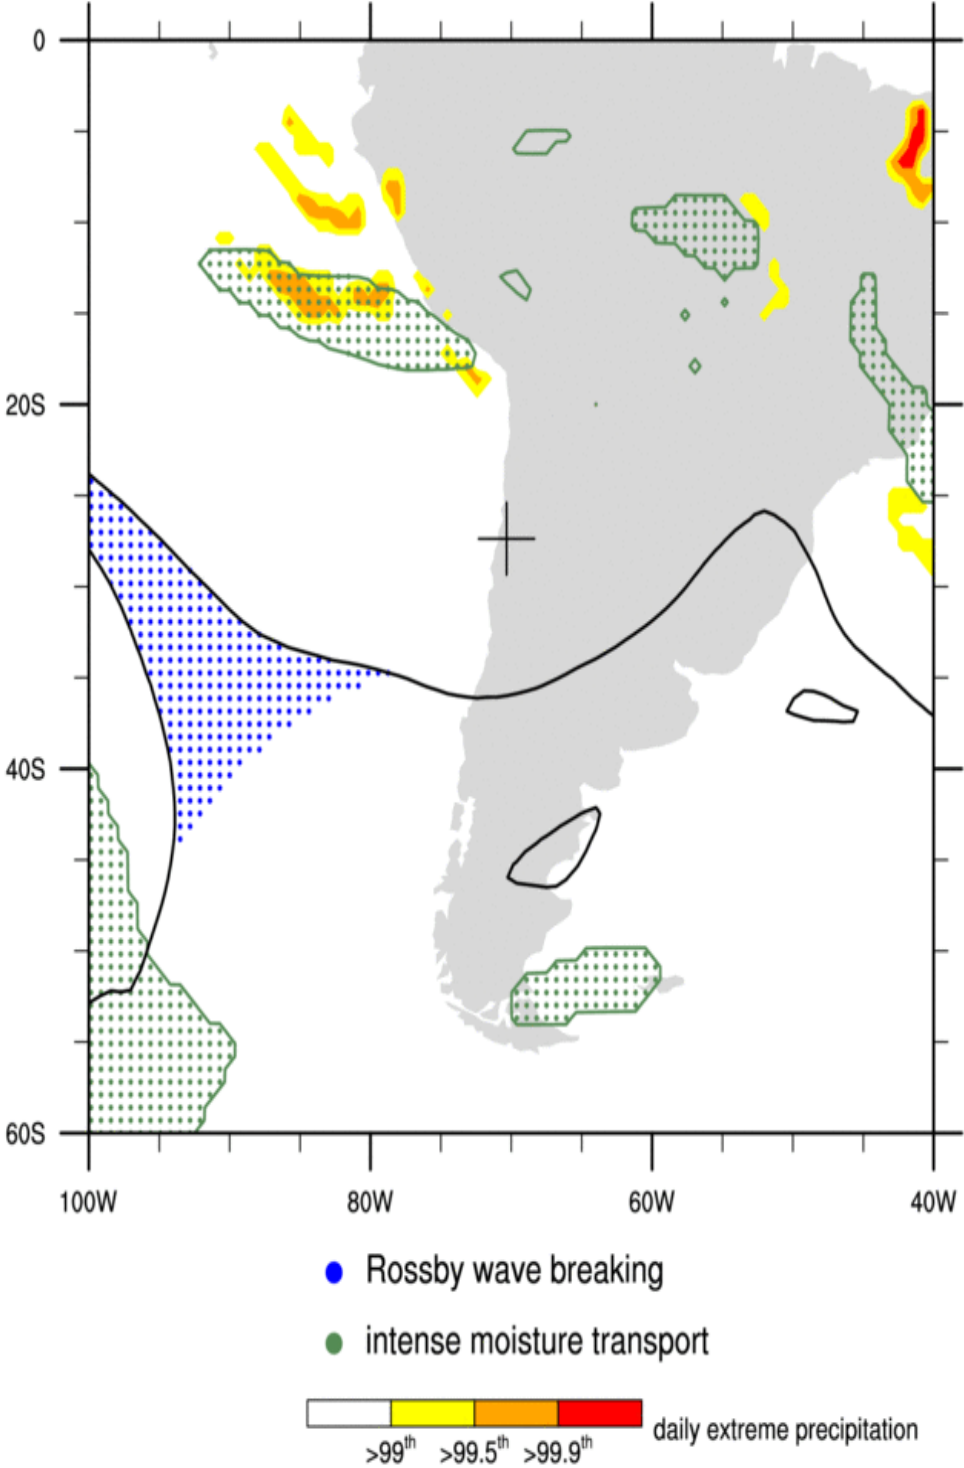 0
20S
40S
60S
100W 80W 60W 40W
Rossby wave breaking
intense moisture transport
daily extreme precipitation
>99th >99.5th >99.9th